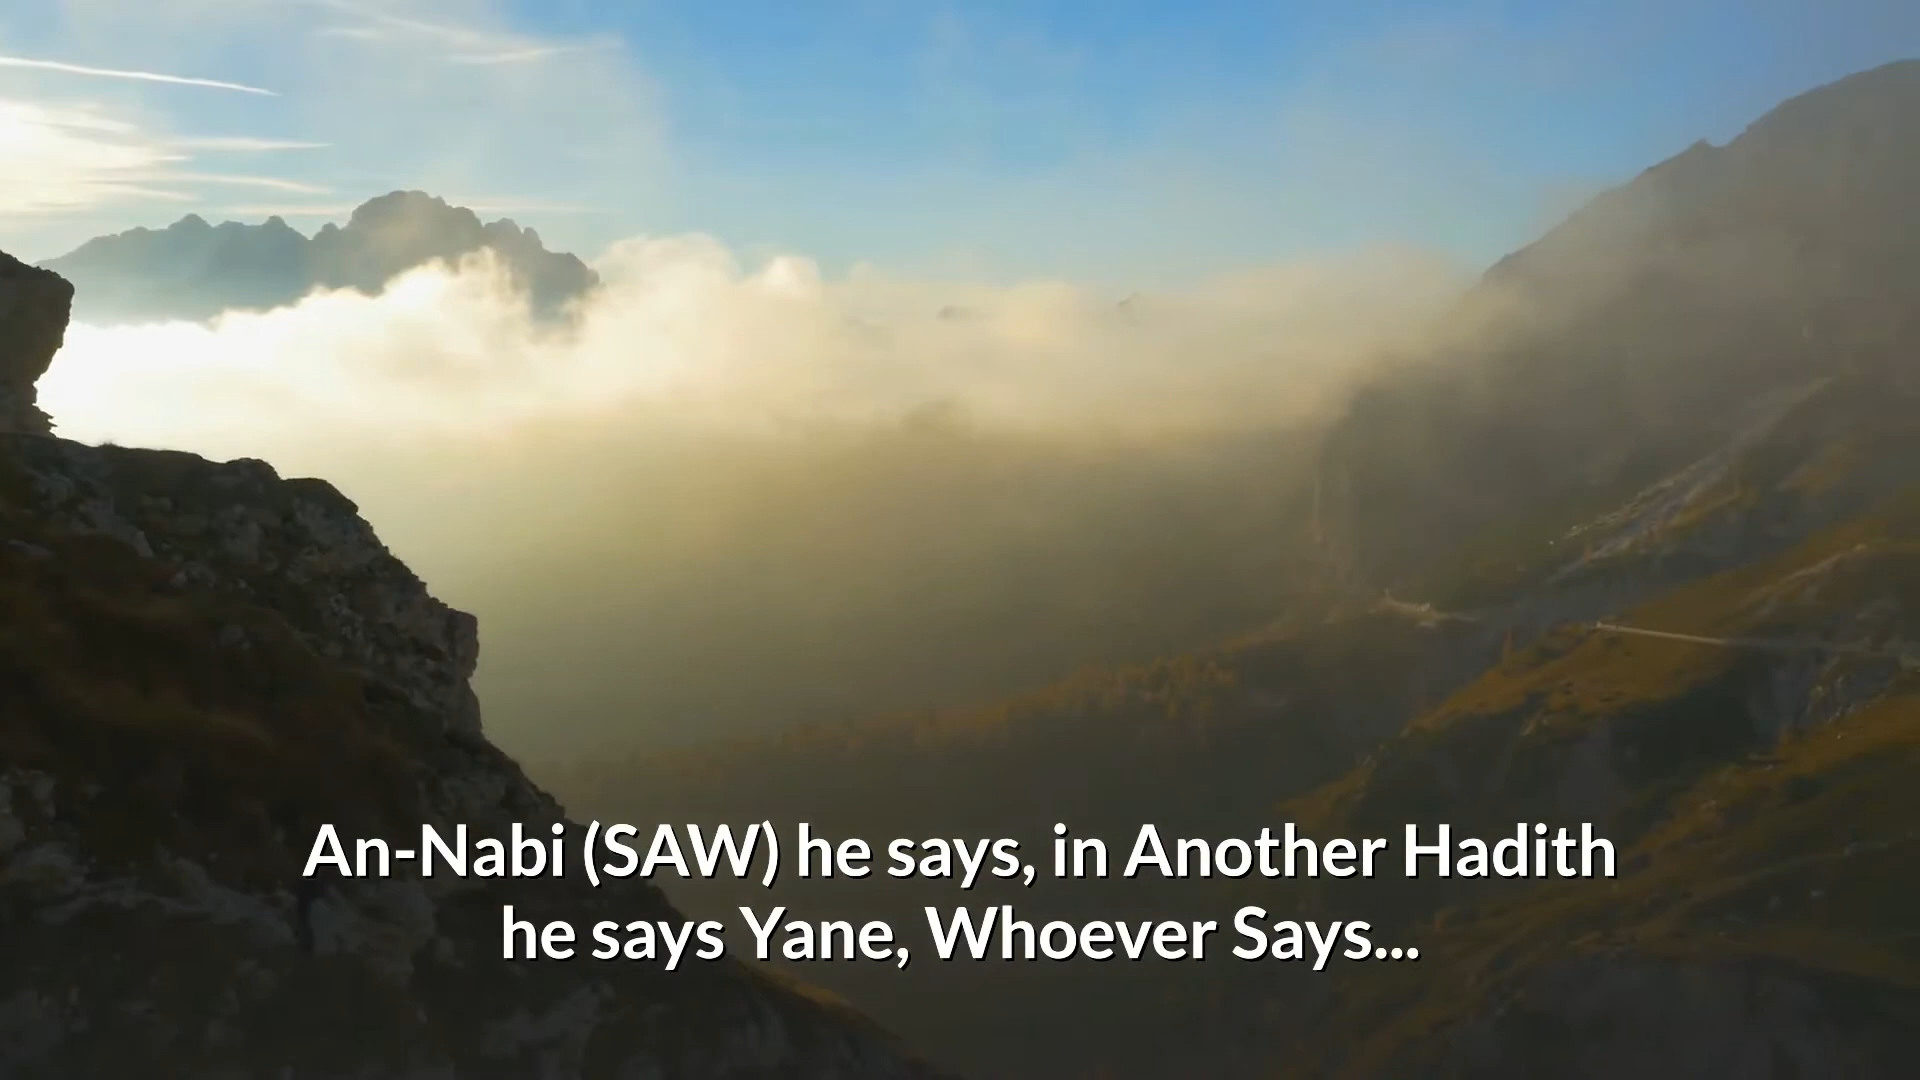 An-Nabi (SAW) he says, in Another Hadith
he says Yane, Whoever Says...